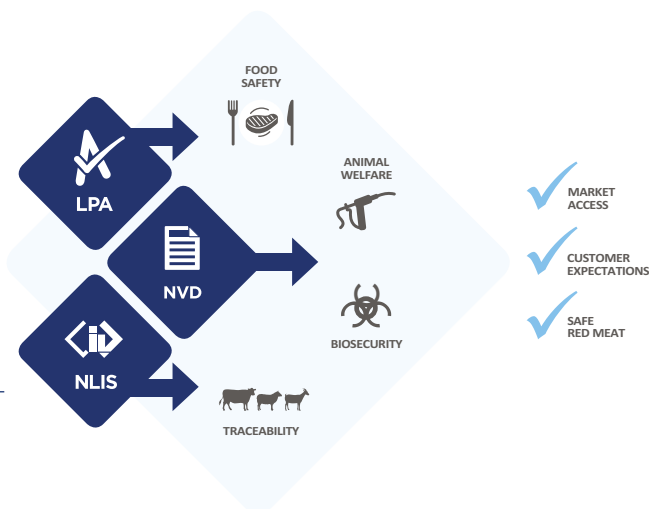 FOOD
SAFETY
LPA
ANIMAL
WELFARE
MARKET
ACCESS
NVD
CUSTOMER
EXPECTATIONS
BIOSECURITY
SAFE
RED MEAT
NLIS
TRACEABILITY